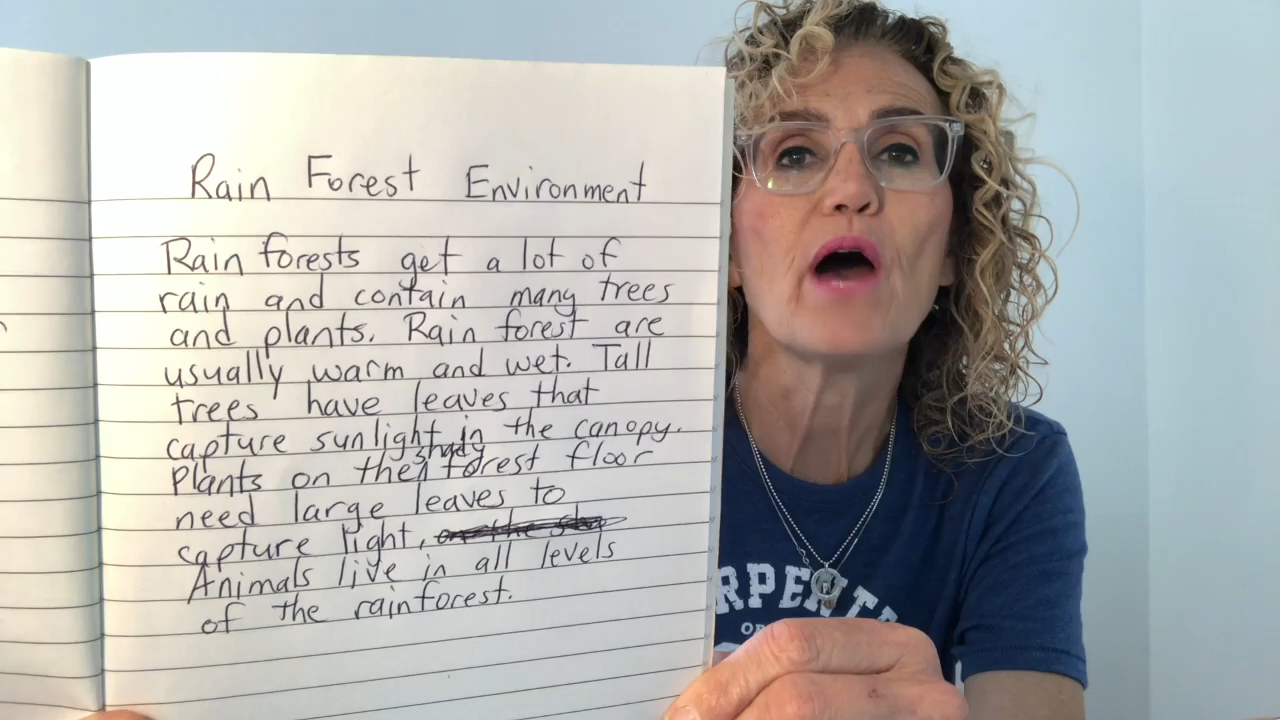 Rain Forest Environment
Rain forests get a lot of
rain and contain many trees
and plants. Rain forest are
usually warm and wet. Tall
trees have leaves that
capture sunlight in the canopy.
Plants on the shady forest floor
need large leaves to
capture light,
Animals live in all levels
of the rainforest.
RPENT
OR